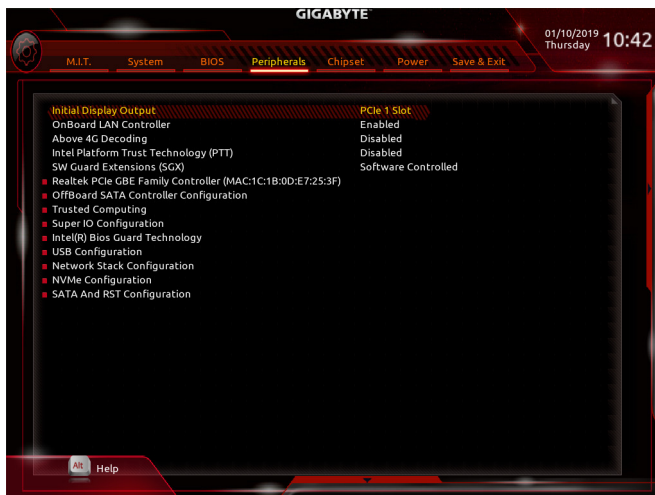 GIGABYTE™
01/10/2019 Thursday 10:42
M.I.T. System BIOS Peripherals Chipset Power Save & Exit
Initial Display Output PCIe 1 Slot
OnBoard LAN Controller Enabled
Above 4G Decoding Disabled
Intel Platform Trust Technology (PTT) Disabled
SW Guard Extensions (SGX) Software Controlled
Realtek PCIe GBE Family Controller (MAC:1C:1B:0D:E7:25:3F)
OffBoard SATA Controller Configuration
Trusted Computing
Super IO Configuration
Intel(R) Bios Guard Technology
USB Configuration
Network Stack Configuration
NVMe Configuration
SATA And RST Configuration
Alt Help